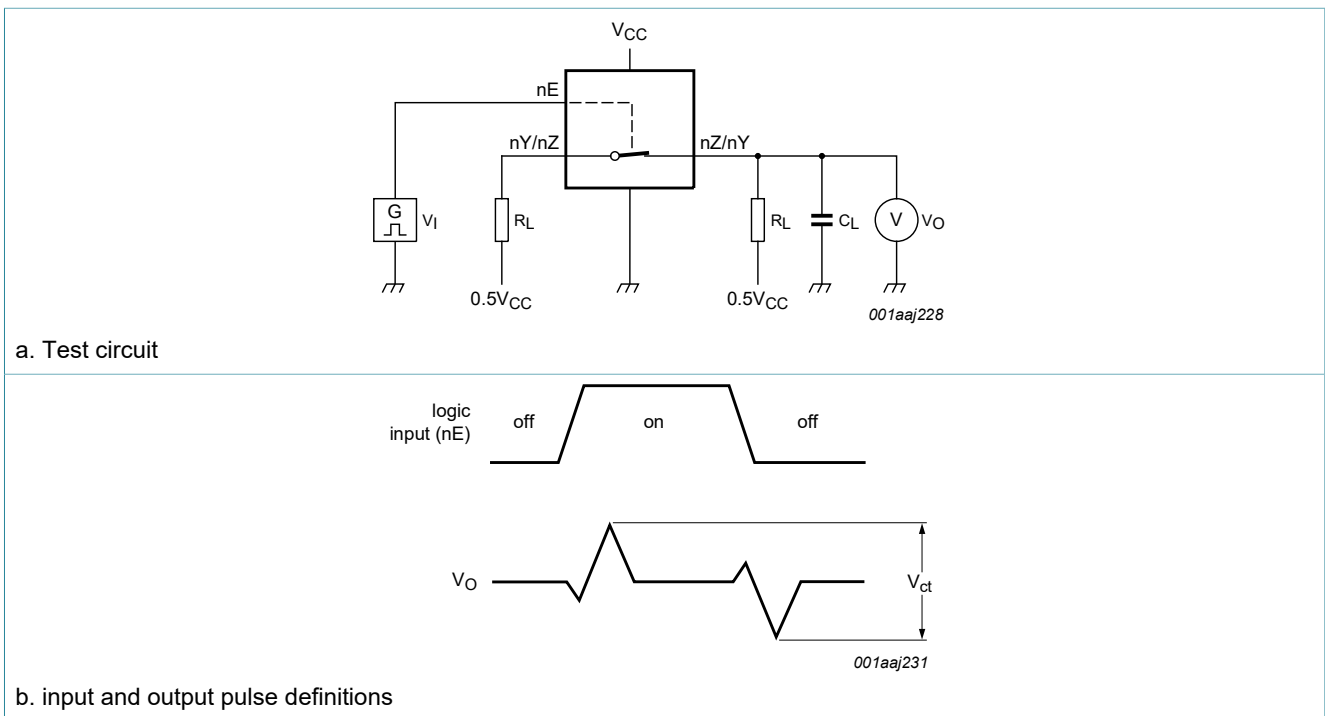 VCC
nE
nY/nZ
nZ/nY
G
VI
RL
RL
CL
V
VO
0.5VCC
0.5VCC
001aaj228
a. Test circuit
logic
input (nE)
off
on
off
VO
Vct
001aaj231
b. input and output pulse definitions